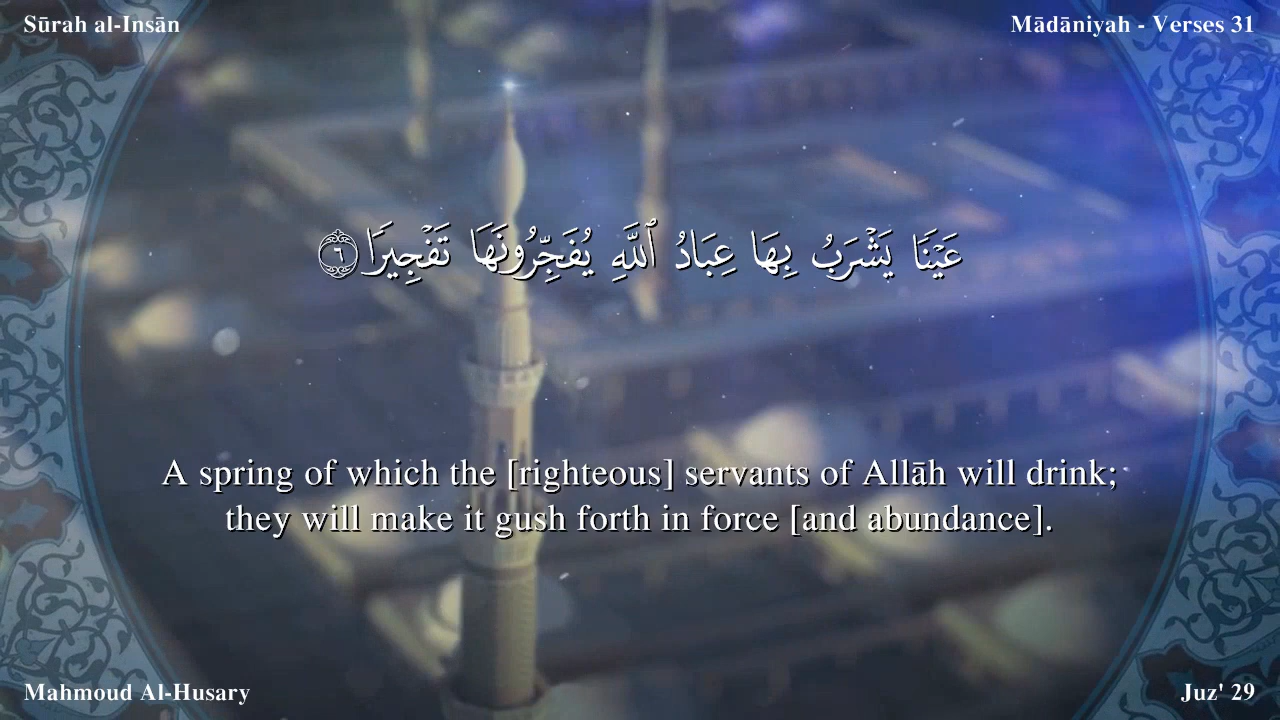 Sūrah al-Insān
Mādāniyah - Verses 31
عَيْنًا يَشْرَبُ بِهَا عِبَادُ ٱللَّهِ يُفَجِّرُونَهَا تَفْجِيرًا ٦
A spring of which the [righteous] servants of Allāh will drink;
they will make it gush forth in force [and abundance].
Mahmoud Al-Husary
Juz' 29